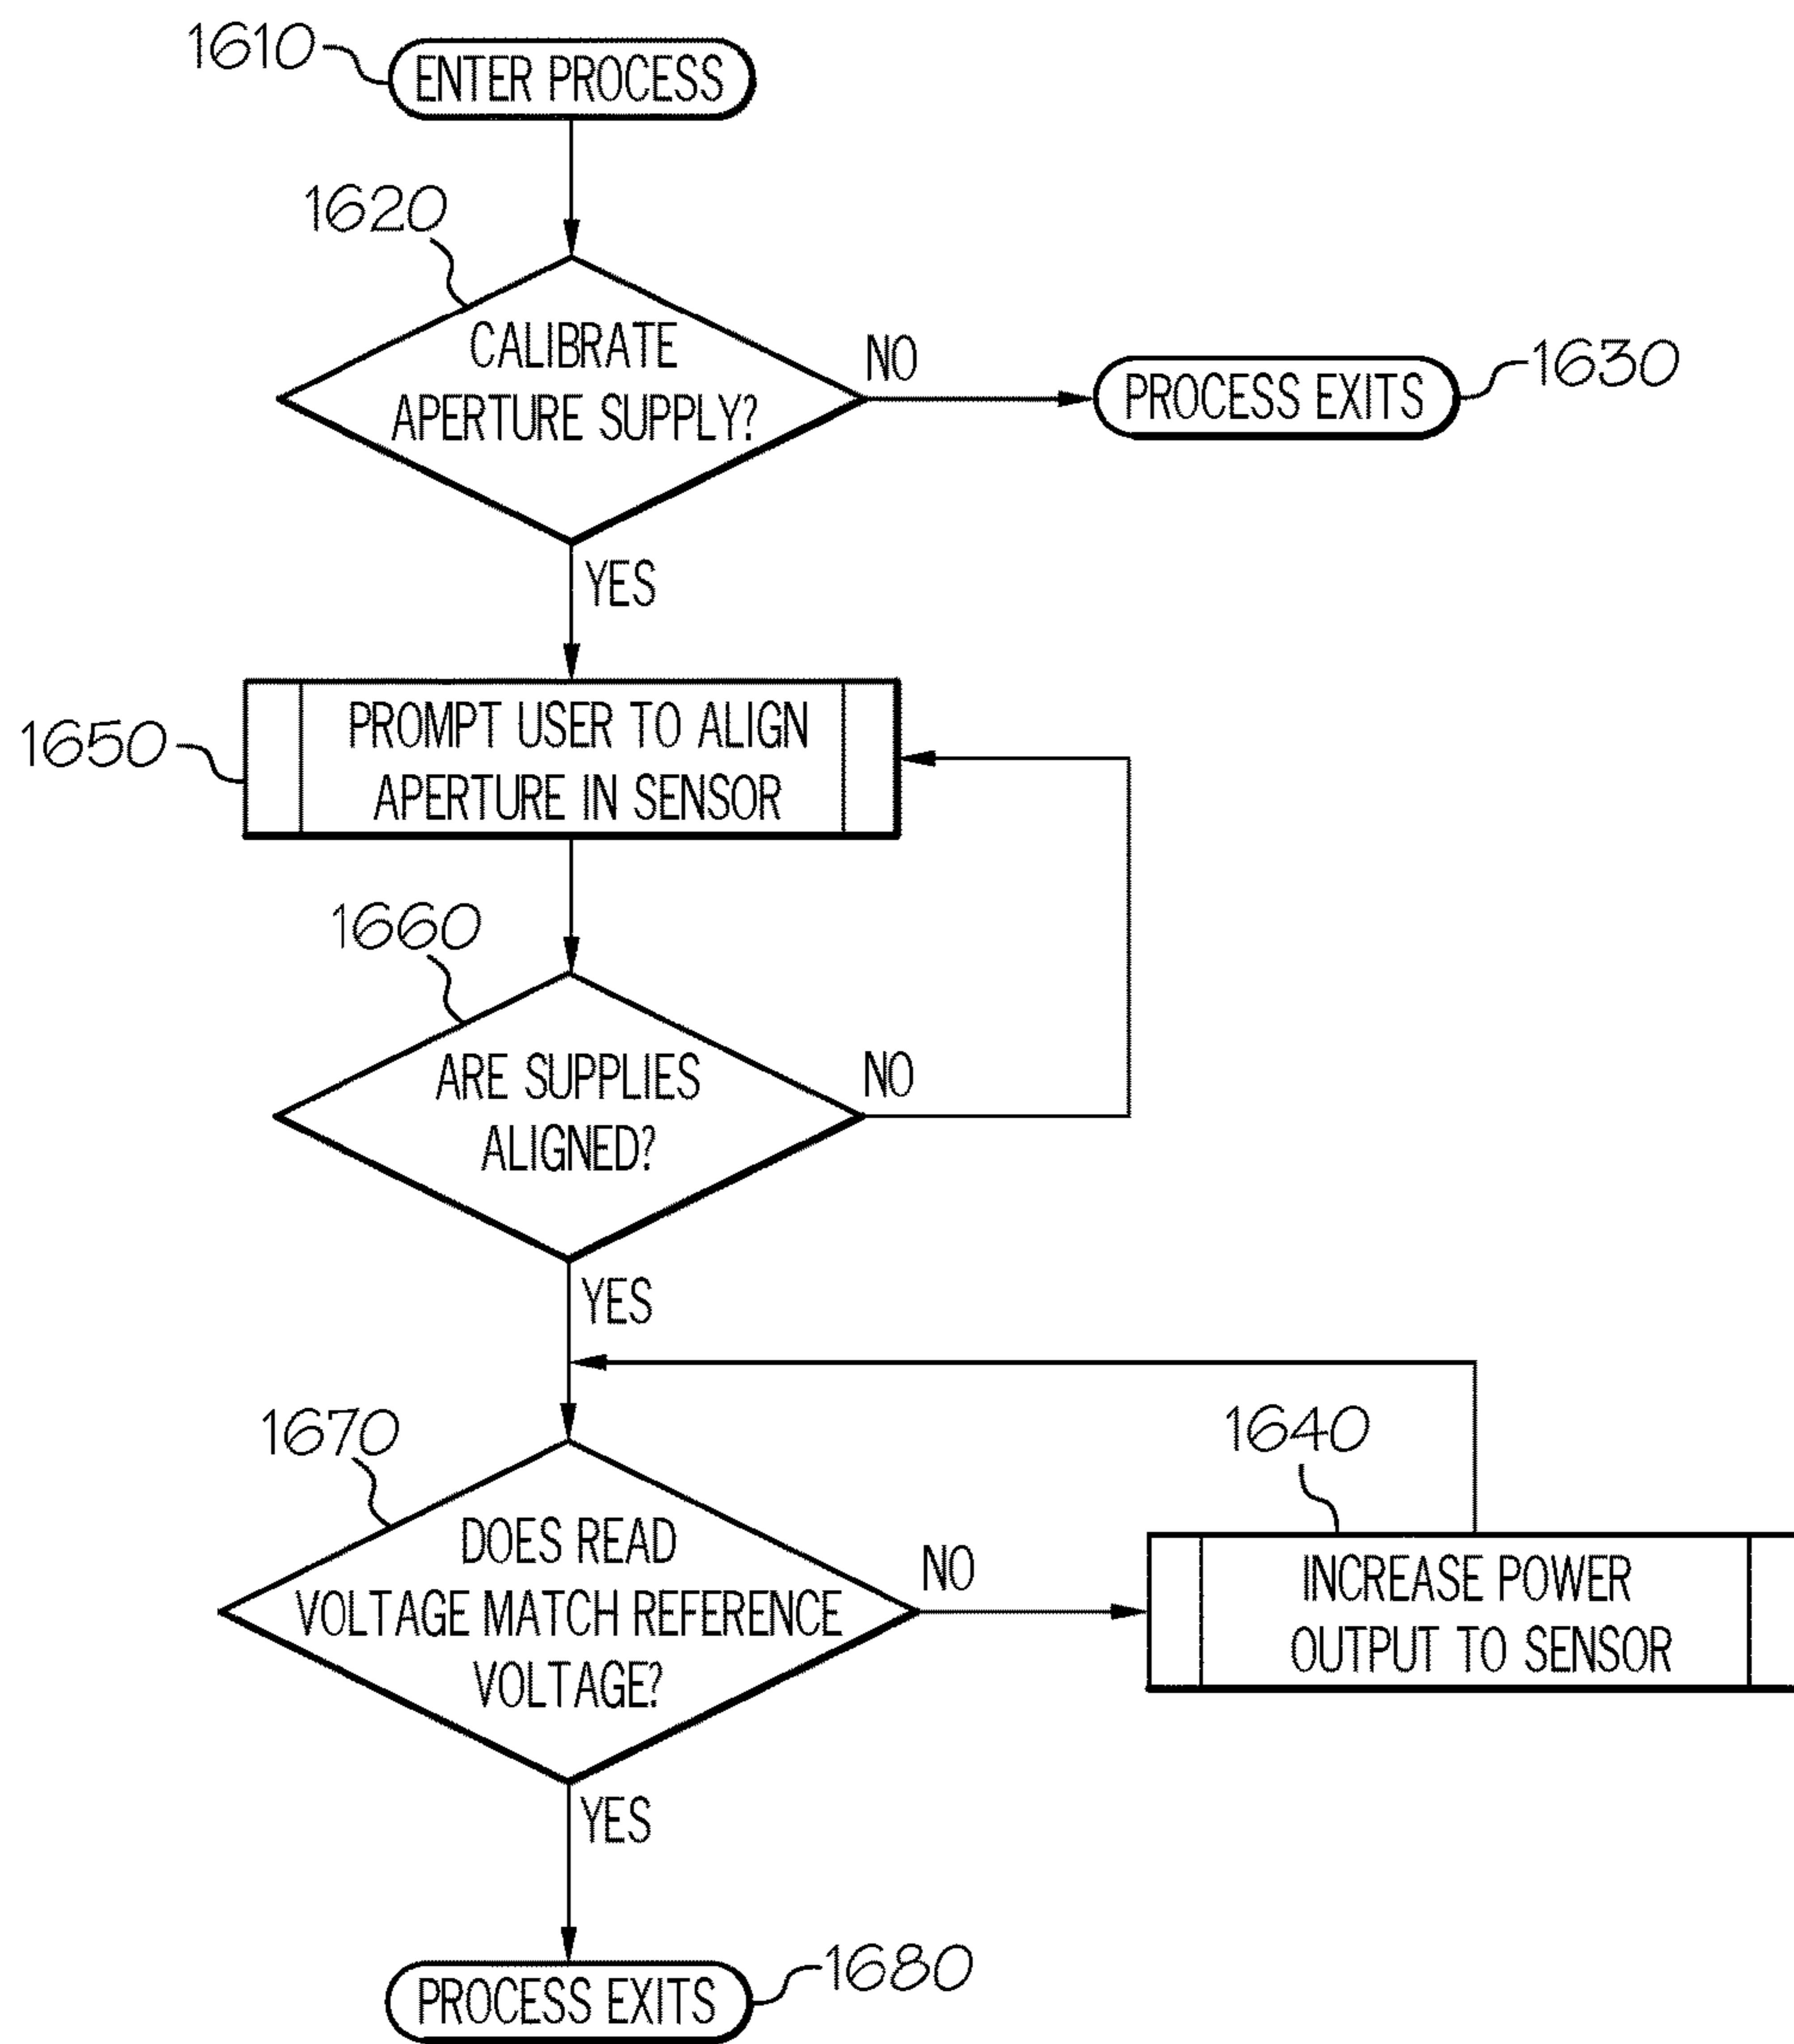 1610
ENTER PROCESS
1620
CALIBRATE
APERTURE SUPPLY?
NO
PROCESS EXITS
1630
YES
1650
PROMPT USER TO ALIGN
APERTURE IN SENSOR
1660
ARE SUPPLIES
ALIGNED?
NO
YES
1670
DOES READ
VOLTAGE MATCH REFERENCE
VOLTAGE?
NO
1640
INCREASE POWER
OUTPUT TO SENSOR
YES
PROCESS EXITS
1680